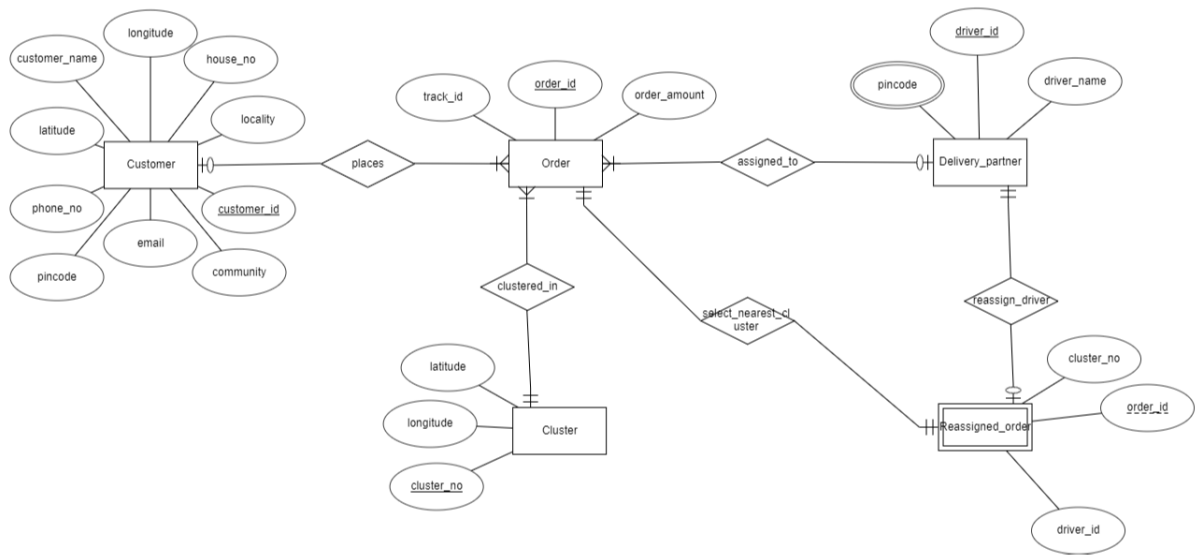 longitude
customer_name
house_no
latitude
locality
Customer
phone_no
customer_id
email
pincode
community
places
track_id
order_id
order_amount
Order
assigned_to
driver_id
pincode
driver_name
Delivery_partner
clustered_in
select_nearest_cl
uster
reassign_driver
latitude
longitude
Cluster
cluster_no
cluster_no
order_id
Reassigned_order
driver_id